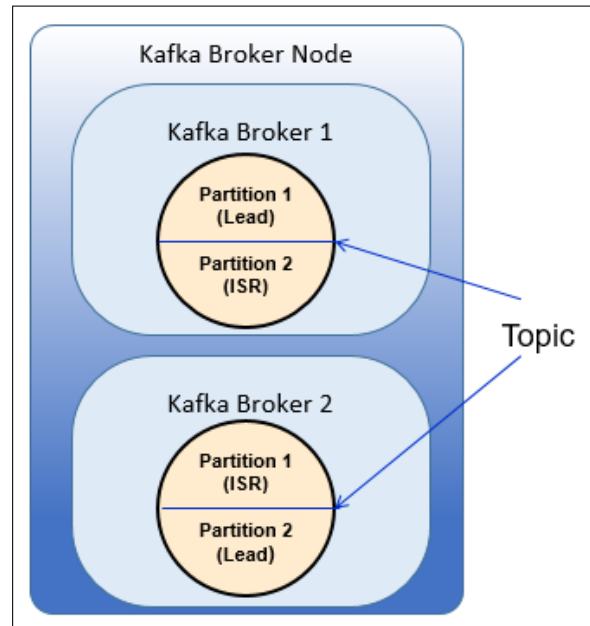 Kafka Broker Node
Kafka Broker 1
Partition 1
(Lead)
Partition 2
(ISR)
Topic
Kafka Broker 2
Partition 1
(ISR)
Partition 2
(Lead)